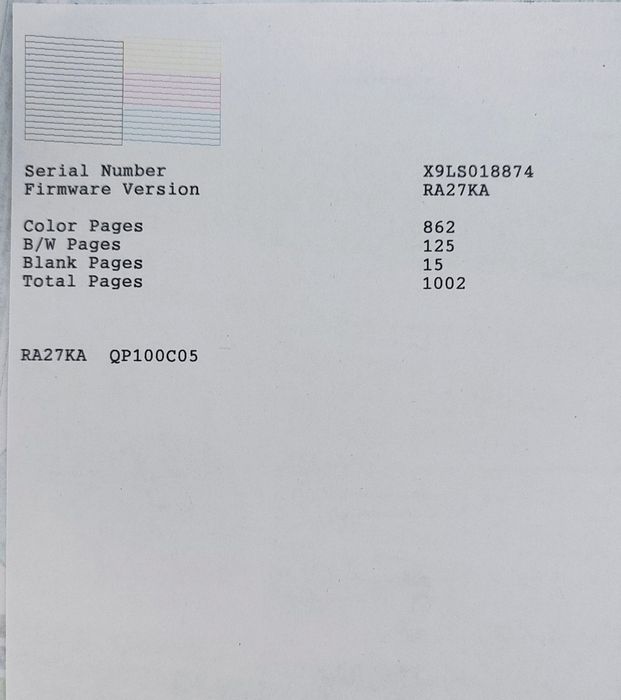 Serial Number X9LS018874
Firmware Version RA27KA
Color Pages 862
B/W Pages 125
Blank Pages 15
Total Pages 1002
RA27KA QP100C05